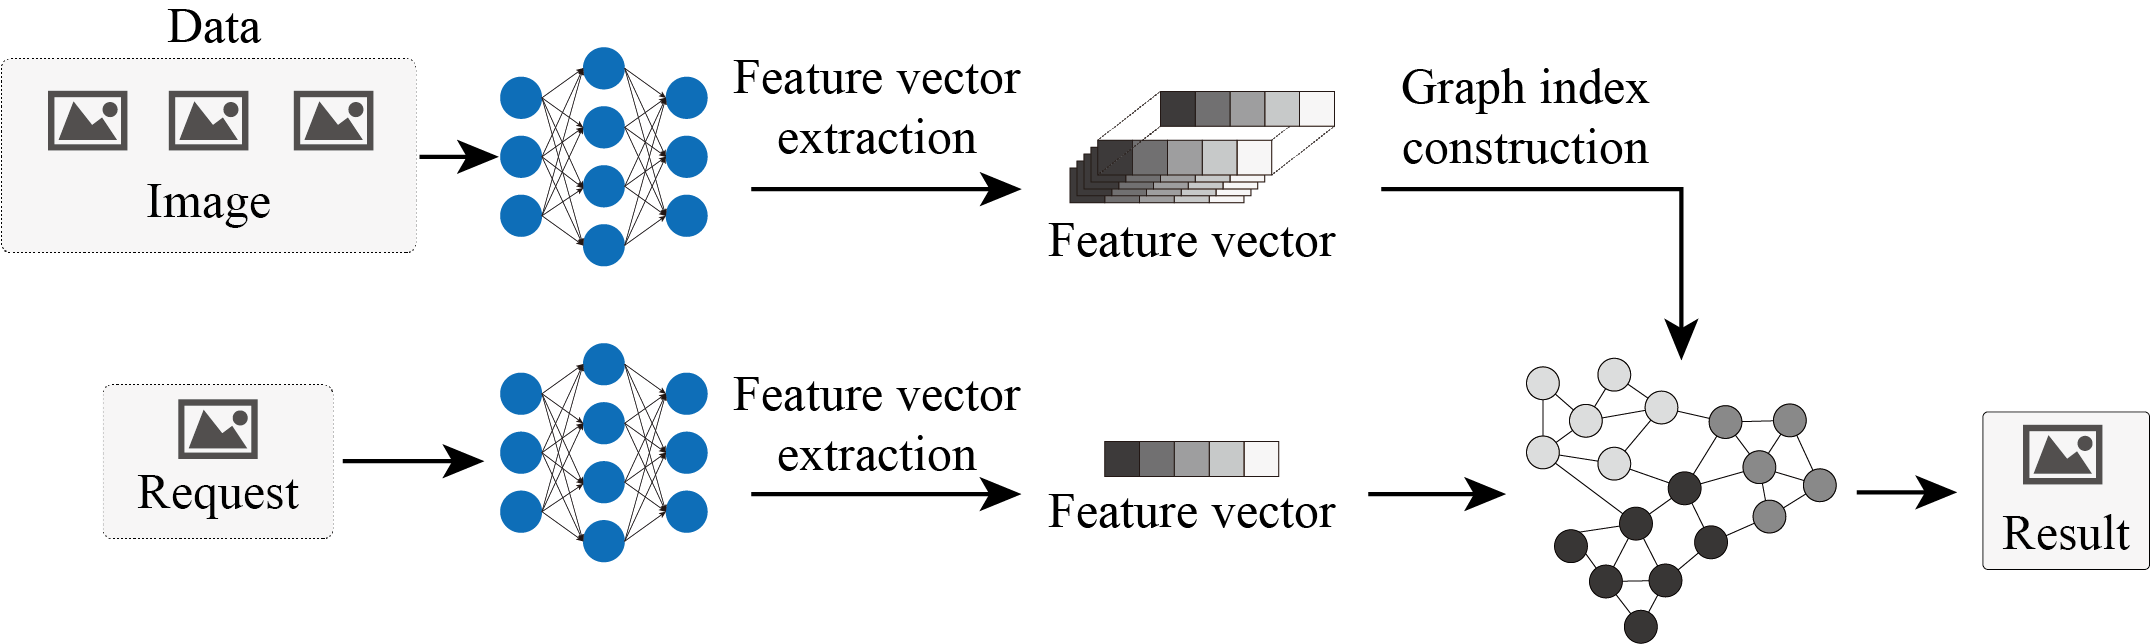 Data
Image
Feature vector
extraction
Feature vector
Graph index
construction
Request
Feature vector
extraction
Feature vector
Result